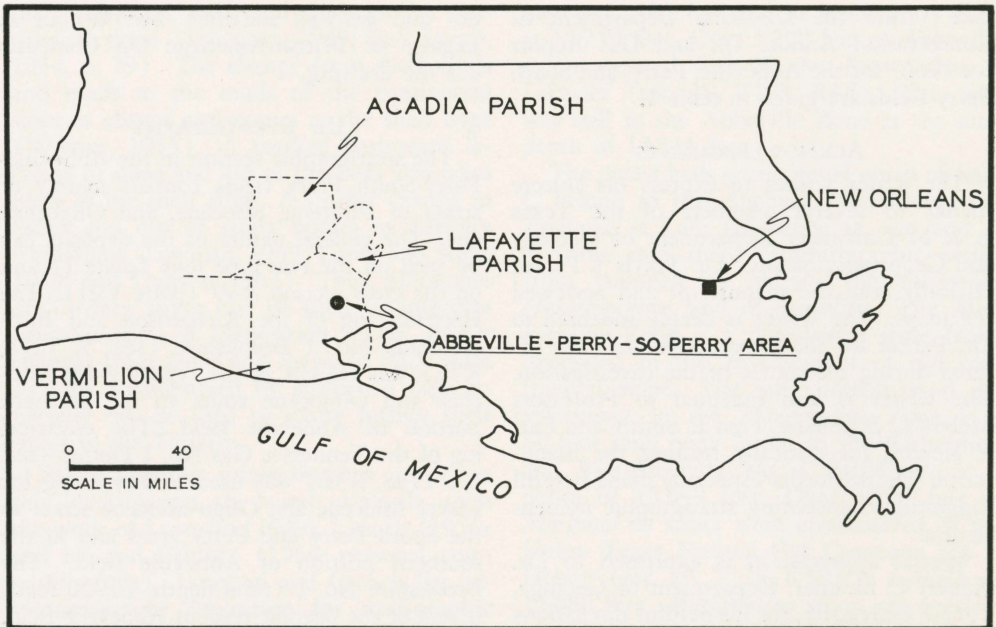 ACADIA PARISH
NEW ORLEANS
LAFAYETTE
PARISH
ABBEVILLE-PERRY-SO. PERRY AREA
VERMILION
PARISH
GULF OF MEXICO
0 40
SCALE IN MILES